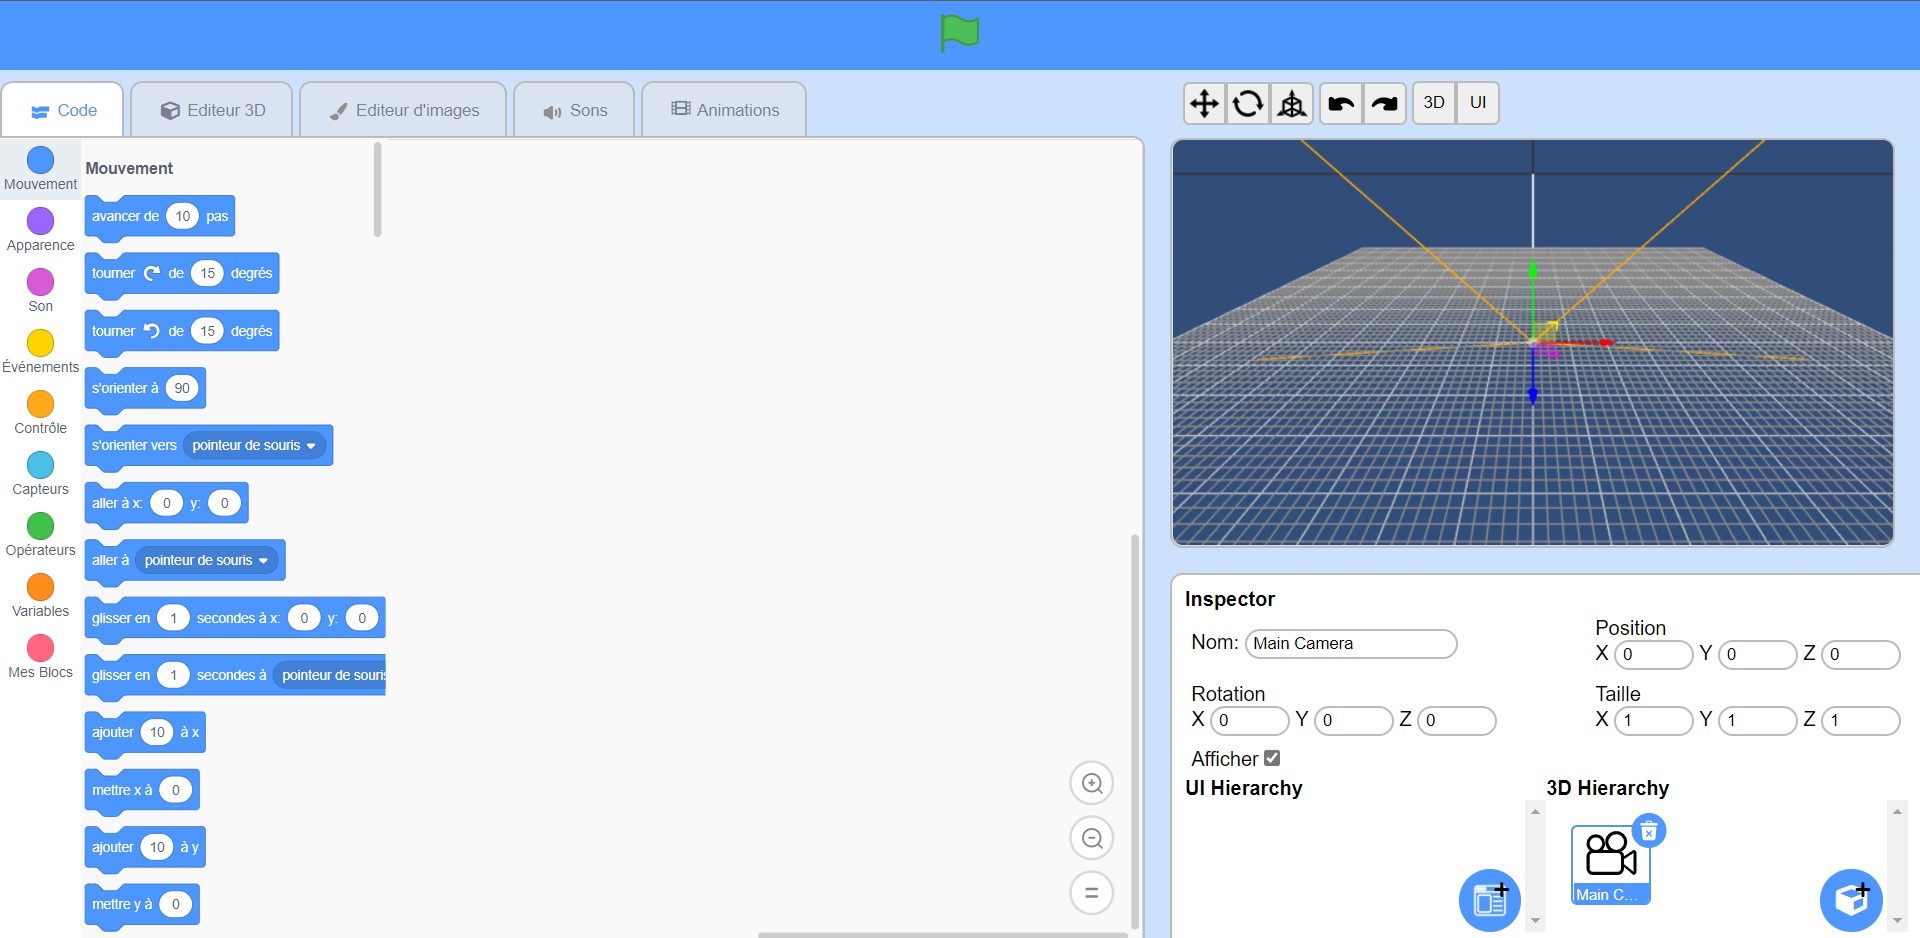 Code
Editeur 3D
Editeur d'images
Sons
Animations
3D
UI
Mouvement
Apparence
Son
Événements
Contrôle
Capteurs
Opérateurs
Variables
Mes Blocs
Mouvement
avancer de 10 pas
tourner de 15 degrés
tourner de 15 degrés
s'orienter à 90
s'orienter vers pointeur de souris
aller à x: 0 y: 0
aller à pointeur de souris
glisser en 1 secondes à x: 0 y: 0
glisser en 1 secondes à pointeur de souris
ajouter 10 à x
mettre x à 0
ajouter 10 à y
mettre y à 0
Inspector
Nom: Main Camera
Position
X 0 Y 0 Z 0
Rotation
X 0 Y 0 Z 0
Taille
X 1 Y 1 Z 1
Afficher
UI Hierarchy
3D Hierarchy
Main C...